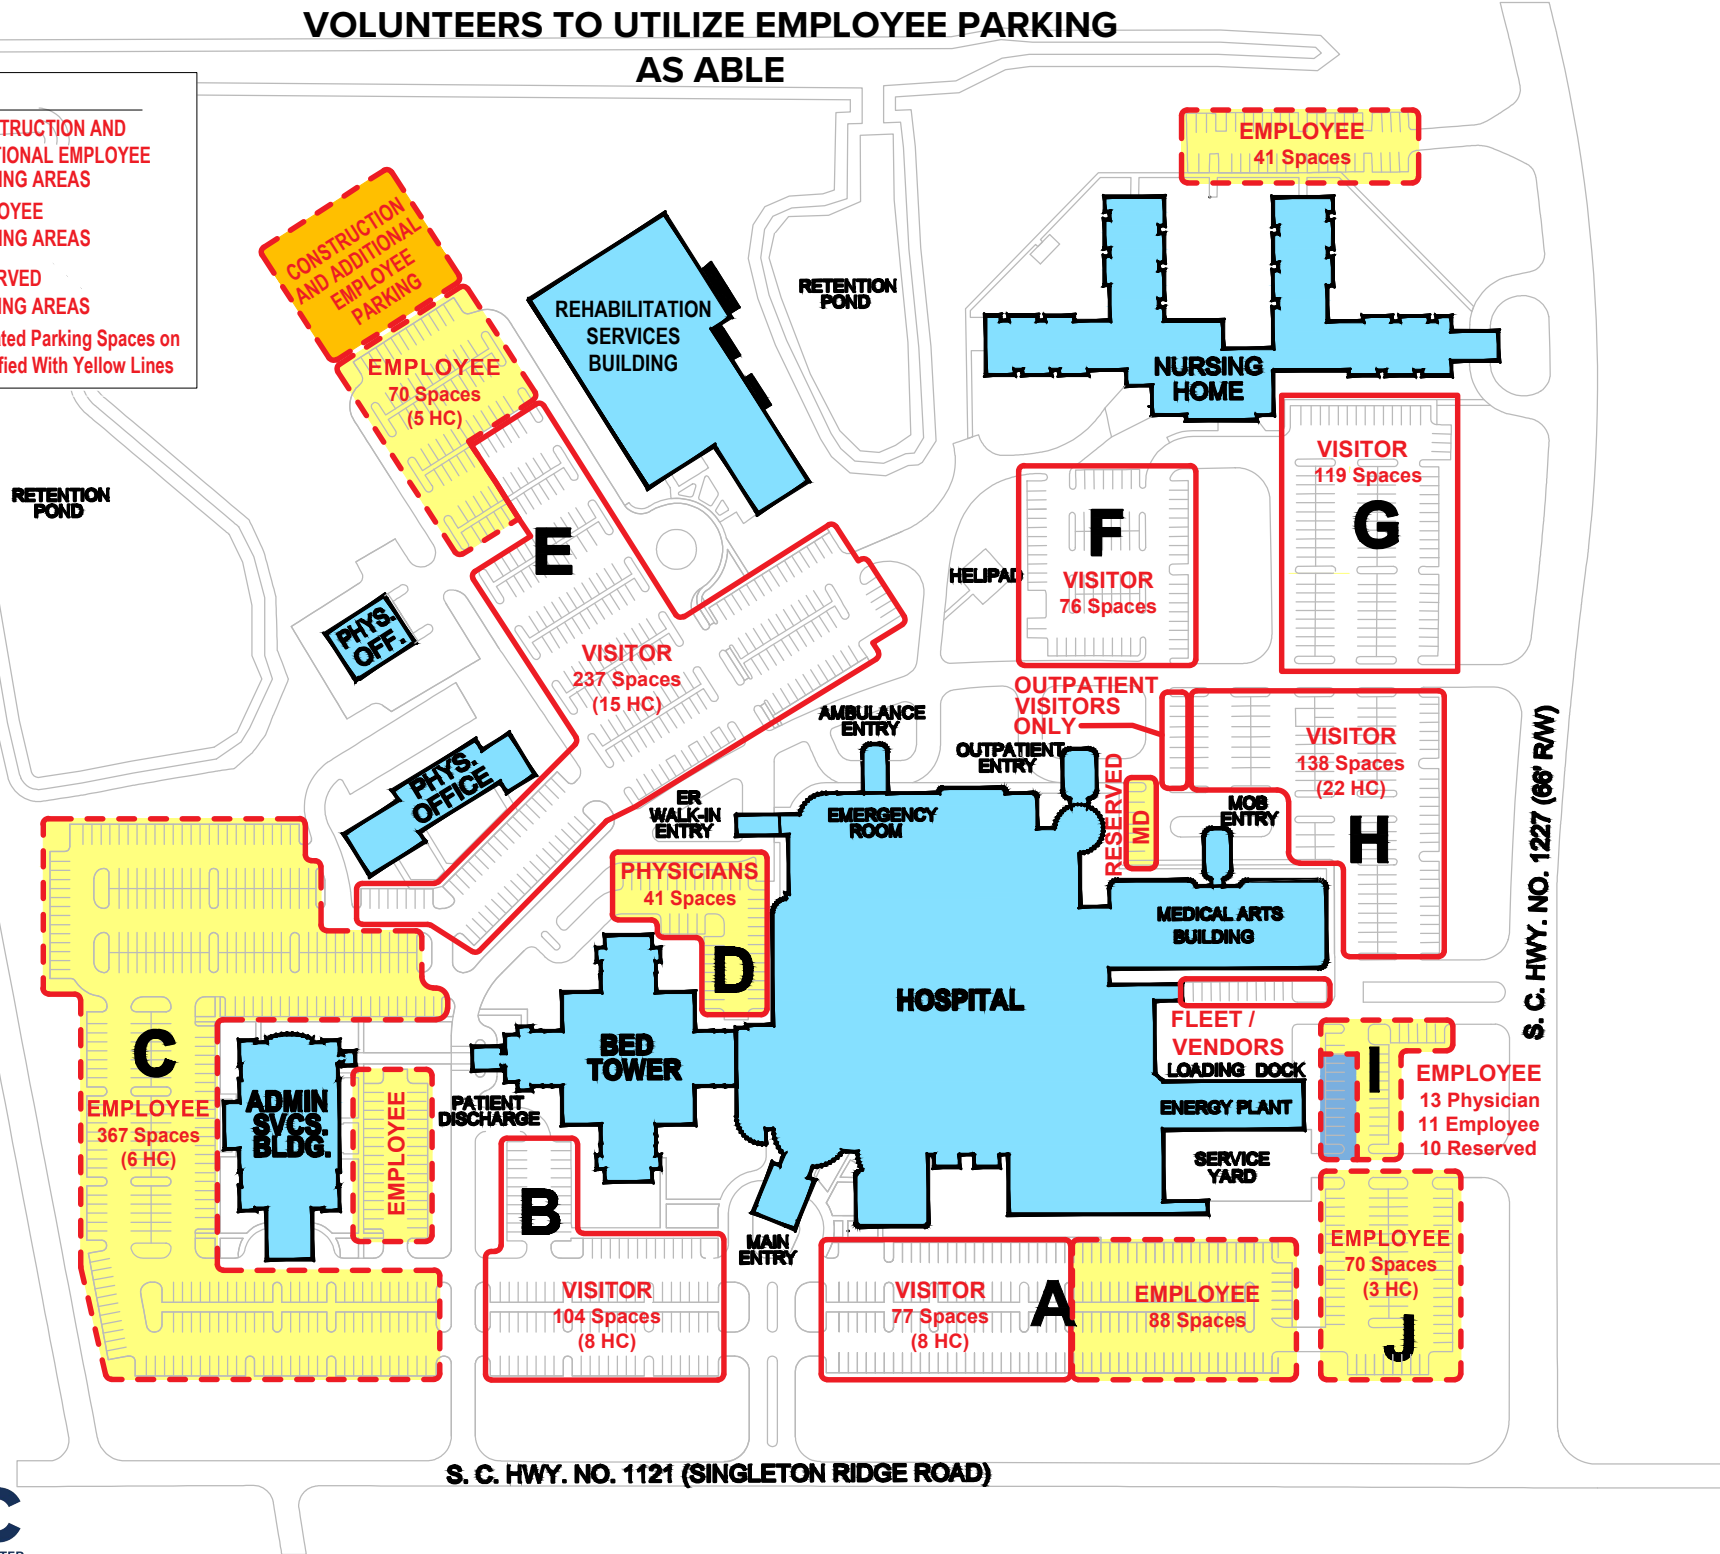 VOLUNTEERS TO UTILIZE EMPLOYEE PARKING
AS ABLE
TRUCTION AND
TIONAL EMPLOYEE
ING AREAS
OYEE
ING AREAS
RVED
ING AREAS
ated Parking Spaces on
fied With Yellow Lines
EMPLOYEE
41 Spaces
CONSTRUCTION
AND ADDITIONAL
EMPLOYEE
PARKING
REHABILITATION
SERVICES
BUILDING
RETENTION
POND
NURSING
HOME
EMPLOYEE
70 Spaces
(5 HC)
RETENTION
POND
E
VISITOR
237 Spaces
(15 HC)
HELIPAD
F
VISITOR
76 Spaces
VISITOR
119 Spaces
G
PHYS.
OFF.
PHYS.
OFFICE
AMBULANCE
ENTRY
OUTPATIENT
ENTRY
OUTPATIENT
VISITORS
ONLY
RESERVED
MD
VISITOR
138 Spaces
(22 HC)
H
MOB
ENTRY
S. C. HWY. NO. 1227 (66' R/W)
ER
WALK-IN
ENTRY
EMERGENCY
ROOM
PHYSICIANS
41 Spaces
D
MEDICAL ARTS
BUILDING
HOSPITAL
FLEET /
VENDORS
LOADING DOCK
ENERGY PLANT
SERVICE
YARD
I
EMPLOYEE
13 Physician
11 Employee
10 Reserved
C
EMPLOYEE
367 Spaces
(6 HC)
ADMIN
SVCS.
BLDG.
EMPLOYEE
BED
TOWER
PATIENT
DISCHARGE
B
VISITOR
104 Spaces
(8 HC)
MAIN
ENTRY
VISITOR
77 Spaces
(8 HC)
A
EMPLOYEE
88 Spaces
EMPLOYEE
70 Spaces
(3 HC)
J
S. C. HWY. NO. 1121 (SINGLETON RIDGE ROAD)
C